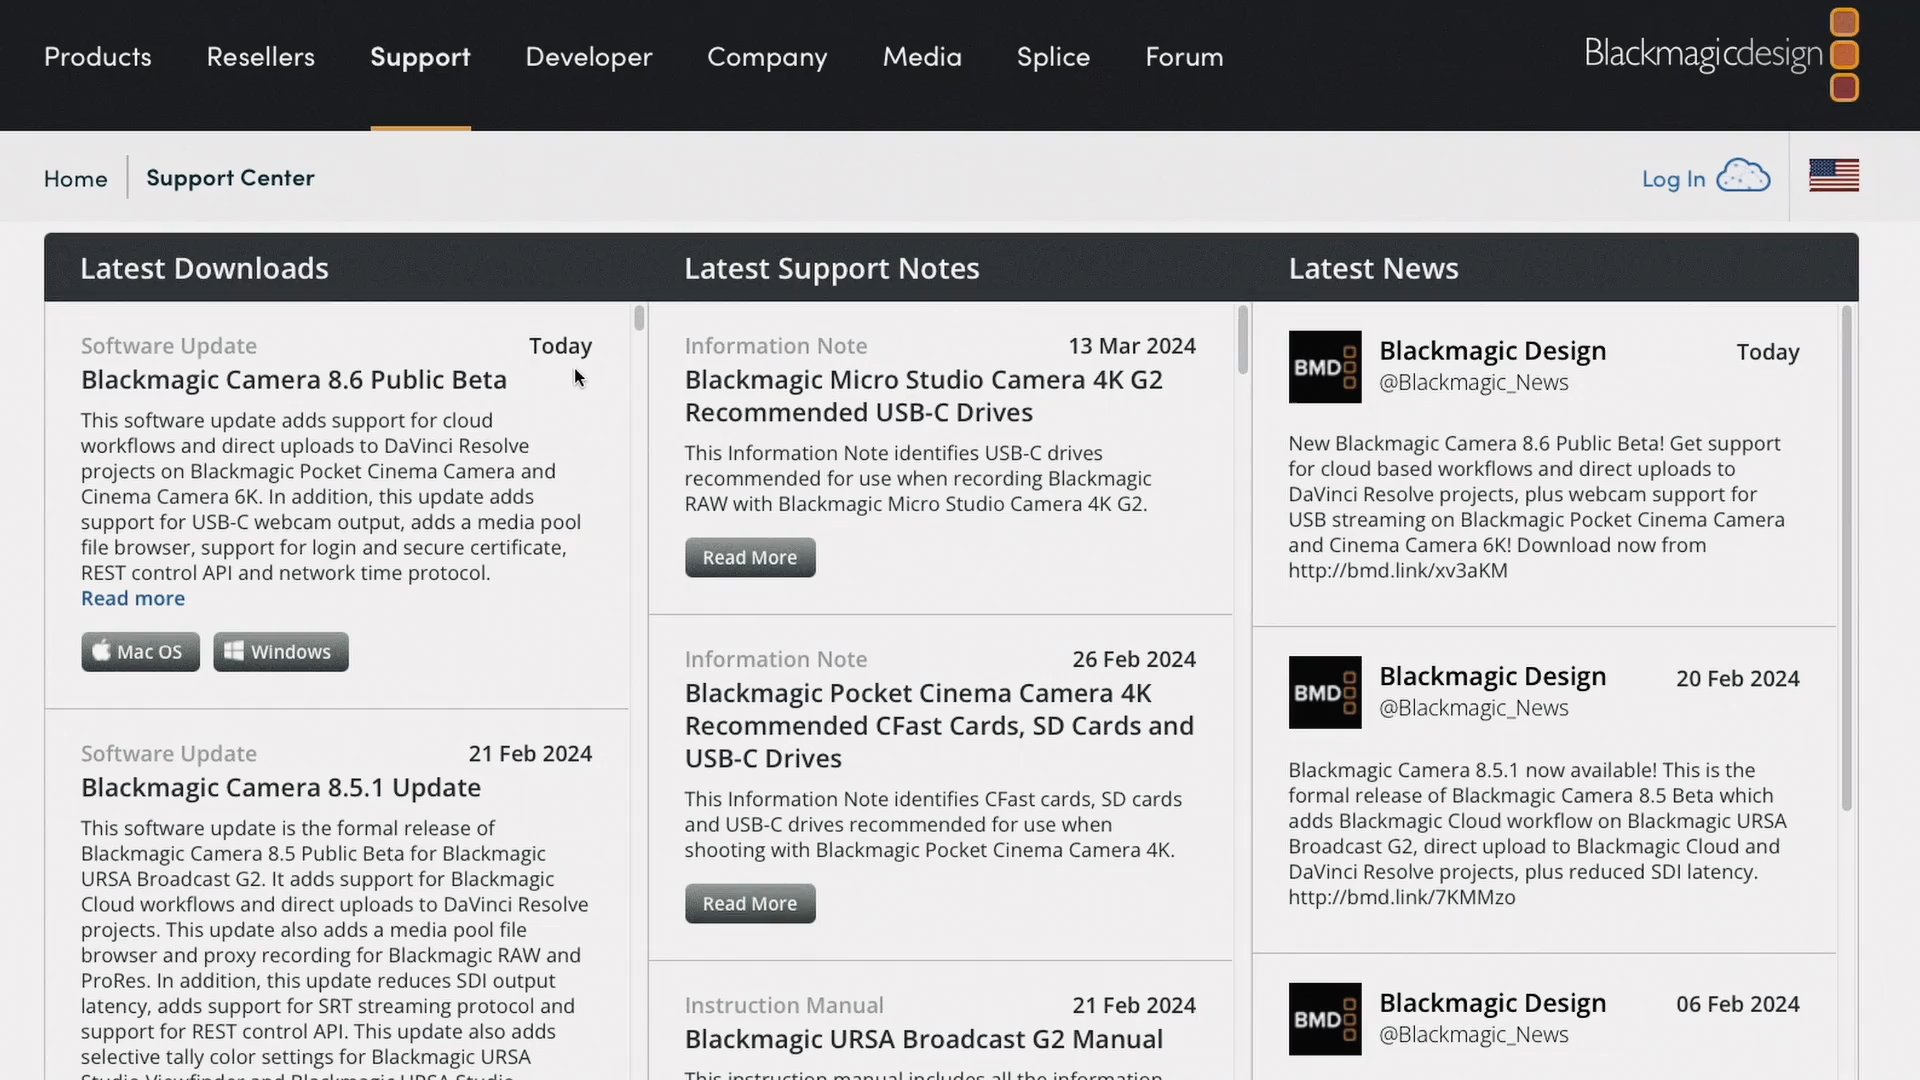 Products Resellers Support Developer Company Media Splice Forum
Blackmagicdesign
Home Support Center
Log In
Latest Downloads
Software Update Today
Blackmagic Camera 8.6 Public Beta
This software update adds support for cloud
workflows and direct uploads to DaVinci Resolve
projects on Blackmagic Pocket Cinema Camera and
Cinema Camera 6K. In addition, this update adds
support for USB-C webcam output, adds a media pool
file browser, support for login and secure certificate,
REST control API and network time protocol.
Read more
Mac OS Windows
Software Update 21 Feb 2024
Blackmagic Camera 8.5.1 Update
This software update is the formal release of
Blackmagic Camera 8.5 Public Beta for Blackmagic
URSA Broadcast G2. It adds support for Blackmagic
Cloud workflows and direct uploads to DaVinci Resolve
projects. This update also adds a media pool file
browser and proxy recording for Blackmagic RAW and
ProRes. In addition, this update reduces SDI output
latency, adds support for SRT streaming protocol and
support for REST control API. This update also adds
selective tally color settings for Blackmagic URSA
Studio Viewfinder and Blackmagic URSA Studio
Latest Support Notes
Information Note 13 Mar 2024
Blackmagic Micro Studio Camera 4K G2
Recommended USB-C Drives
This Information Note identifies USB-C drives
recommended for use when recording Blackmagic
RAW with Blackmagic Micro Studio Camera 4K G2.
Read More
Information Note 26 Feb 2024
Blackmagic Pocket Cinema Camera 4K
Recommended CFast Cards, SD Cards and
USB-C Drives
This Information Note identifies CFast cards, SD cards
and USB-C drives recommended for use when
shooting with Blackmagic Pocket Cinema Camera 4K.
Read More
Instruction Manual 21 Feb 2024
Blackmagic URSA Broadcast G2 Manual
This instruction manual includes all the information
Latest News
BMD
Blackmagic Design Today
@Blackmagic_News
New Blackmagic Camera 8.6 Public Beta! Get support
for cloud based workflows and direct uploads to
DaVinci Resolve projects, plus webcam support for
USB streaming on Blackmagic Pocket Cinema Camera
and Cinema Camera 6K! Download now from
http://bmd.link/xv3aKM
BMD
Blackmagic Design 20 Feb 2024
@Blackmagic_News
Blackmagic Camera 8.5.1 now available! This is the
formal release of Blackmagic Camera 8.5 Beta which
adds Blackmagic Cloud workflow on Blackmagic URSA
Broadcast G2, direct upload to Blackmagic Cloud and
DaVinci Resolve projects, plus reduced SDI latency.
http://bmd.link/7KMMzo
BMD
Blackmagic Design 06 Feb 2024
@Blackmagic_News